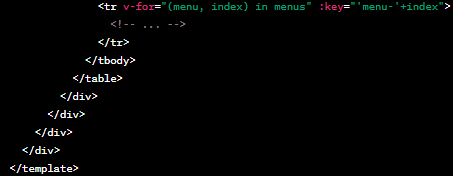 <tr v-for="(menu, index) in menus" :key="'menu-'+index">
<!-- ... -->
</tr>
</tbody>
</table>
</div>
</div>
</div>
</div>
</template>